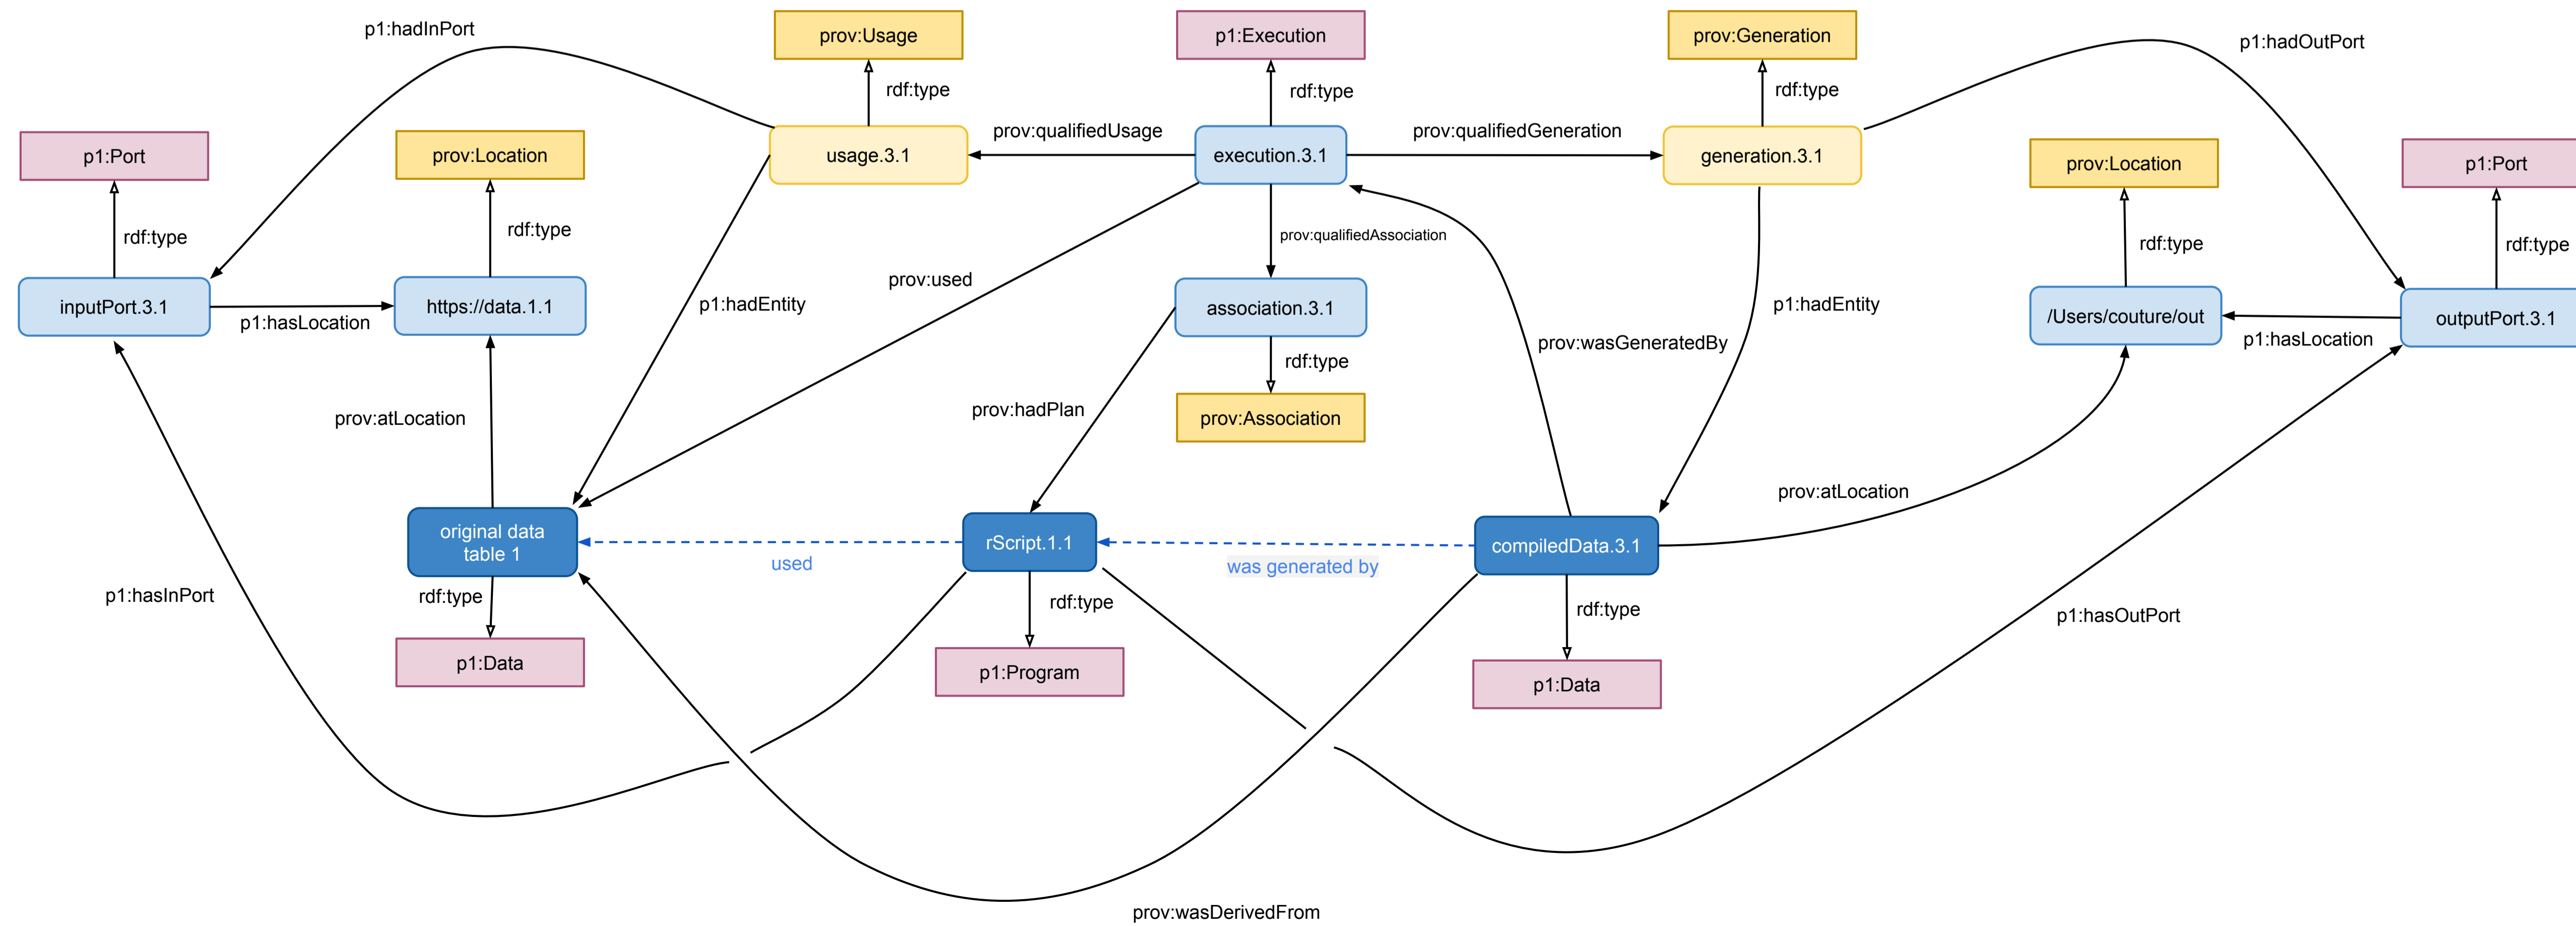 p1:hadInPort
prov:Usage
p1:Execution
prov:Generation
p1:hadOutPort
rdf:type
rdf:type
rdf:type
p1:Port
prov:Location
usage.3.1
prov:qualifiedUsage
execution.3.1
prov:qualifiedGeneration
generation.3.1
prov:Location
p1:Port
rdf:type
rdf:type
prov:qualifiedAssociation
rdf:type
rdf:type
inputPort.3.1
p1:hasLocation
https://data.1.1
p1:hadEntity
prov:used
association.3.1
prov:wasGeneratedBy
p1:hadEntity
/Users/couture/out
p1:hasLocation
outputPort.3.1
rdf:type
prov:atLocation
prov:hadPlan
prov:Association
prov:atLocation
original data
table 1
used
rScript.1.1
was generated by
compiledData.3.1
p1:hasInPort
rdf:type
rdf:type
rdf:type
p1:hasOutPort
p1:Data
p1:Program
p1:Data
prov:wasDerivedFrom